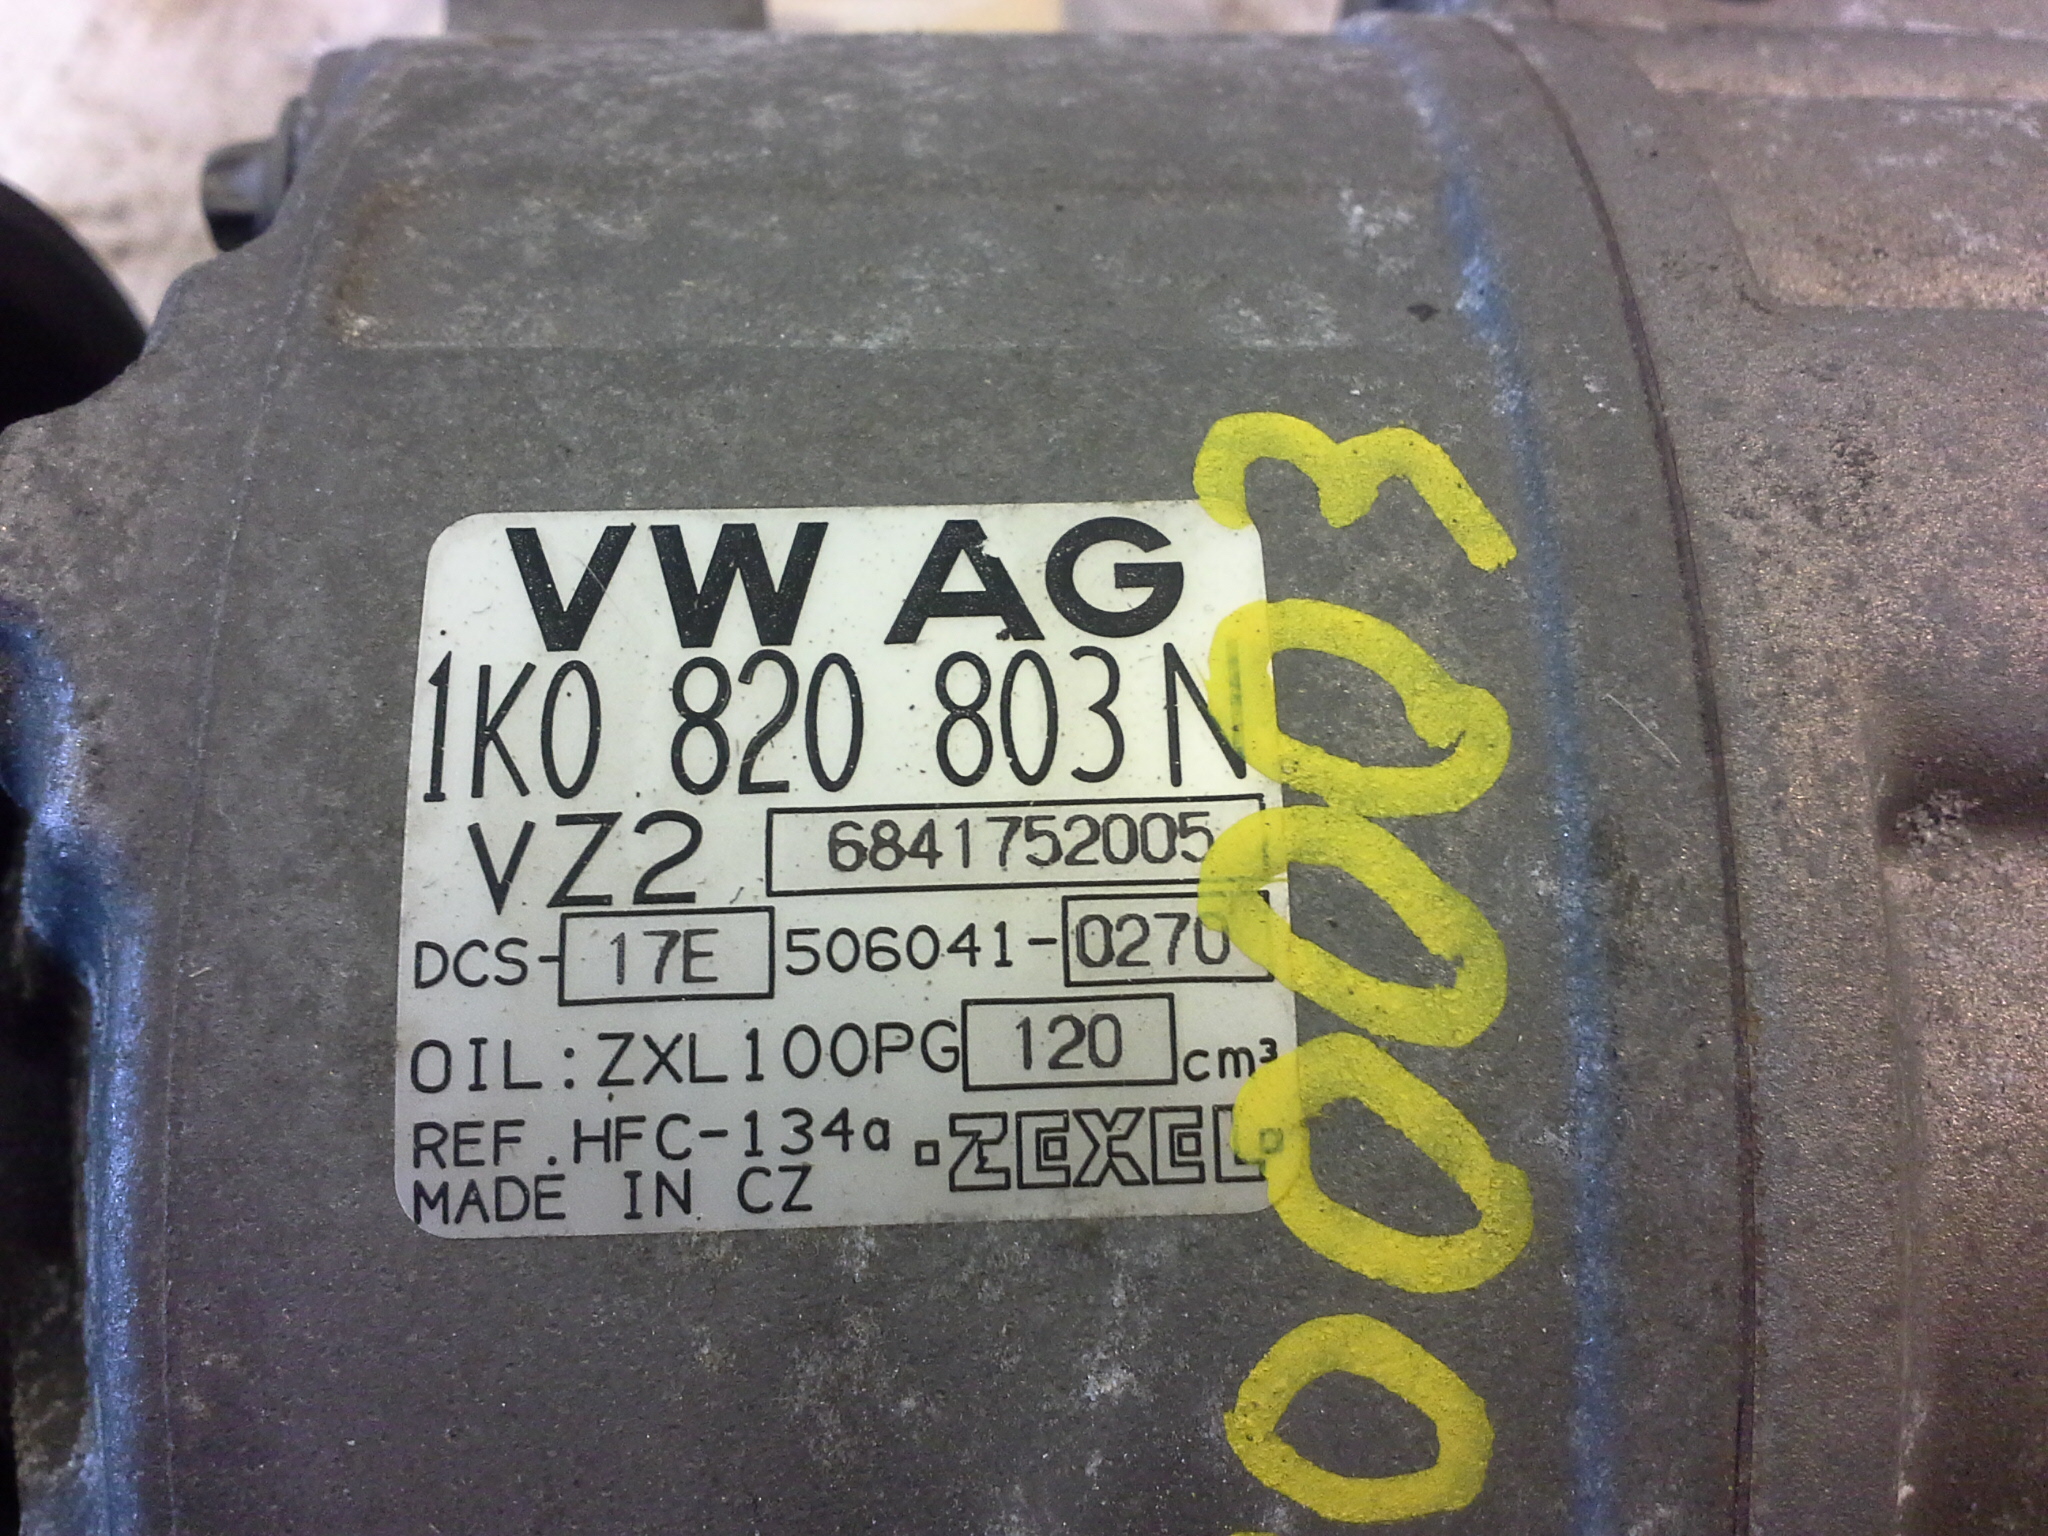 VW AG
1K0 820 803 N
VZ2 6841752005
DCS-17E 506041-0270
OIL:ZXL100PG 120 cm³
REF.HFC-134a ZEXEL
MADE IN CZ
00003